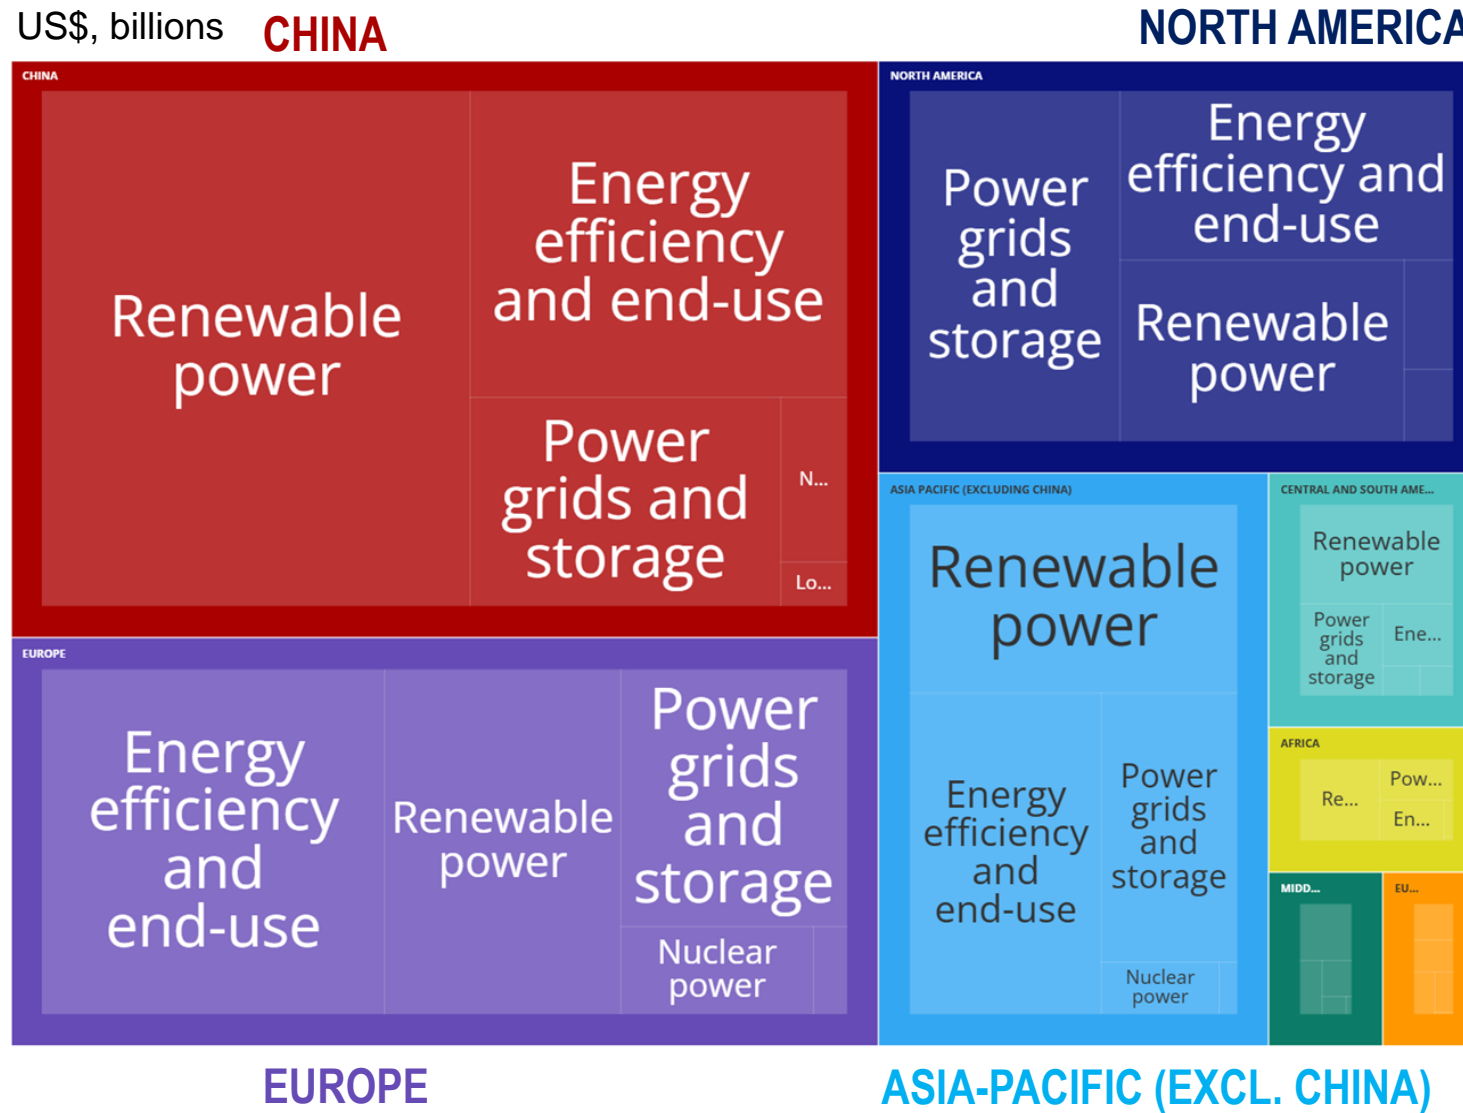 US$, billions
CHINA
NORTH AMERICA
CHINA
Renewable
power
Energy
efficiency
and end-use
Power
grids and
storage
N...
Lo...
NORTH AMERICA
Power
grids
and
storage
Energy
efficiency and
end-use
Renewable
power
EUROPE
Energy
efficiency
and
end-use
Renewable
power
Power
grids
and
storage
Nuclear
power
ASIA PACIFIC (EXCLUDING CHINA)
Renewable
power
Energy
efficiency
and
end-use
Power
grids
and
storage
Nuclear
power
CENTRAL AND SOUTH AME...
Renewable
power
Power
grids
and
storage
Ene...
AFRICA
Re...
Pow...
En...
MIDD...
EU...
EUROPE
ASIA-PACIFIC (EXCL. CHINA)